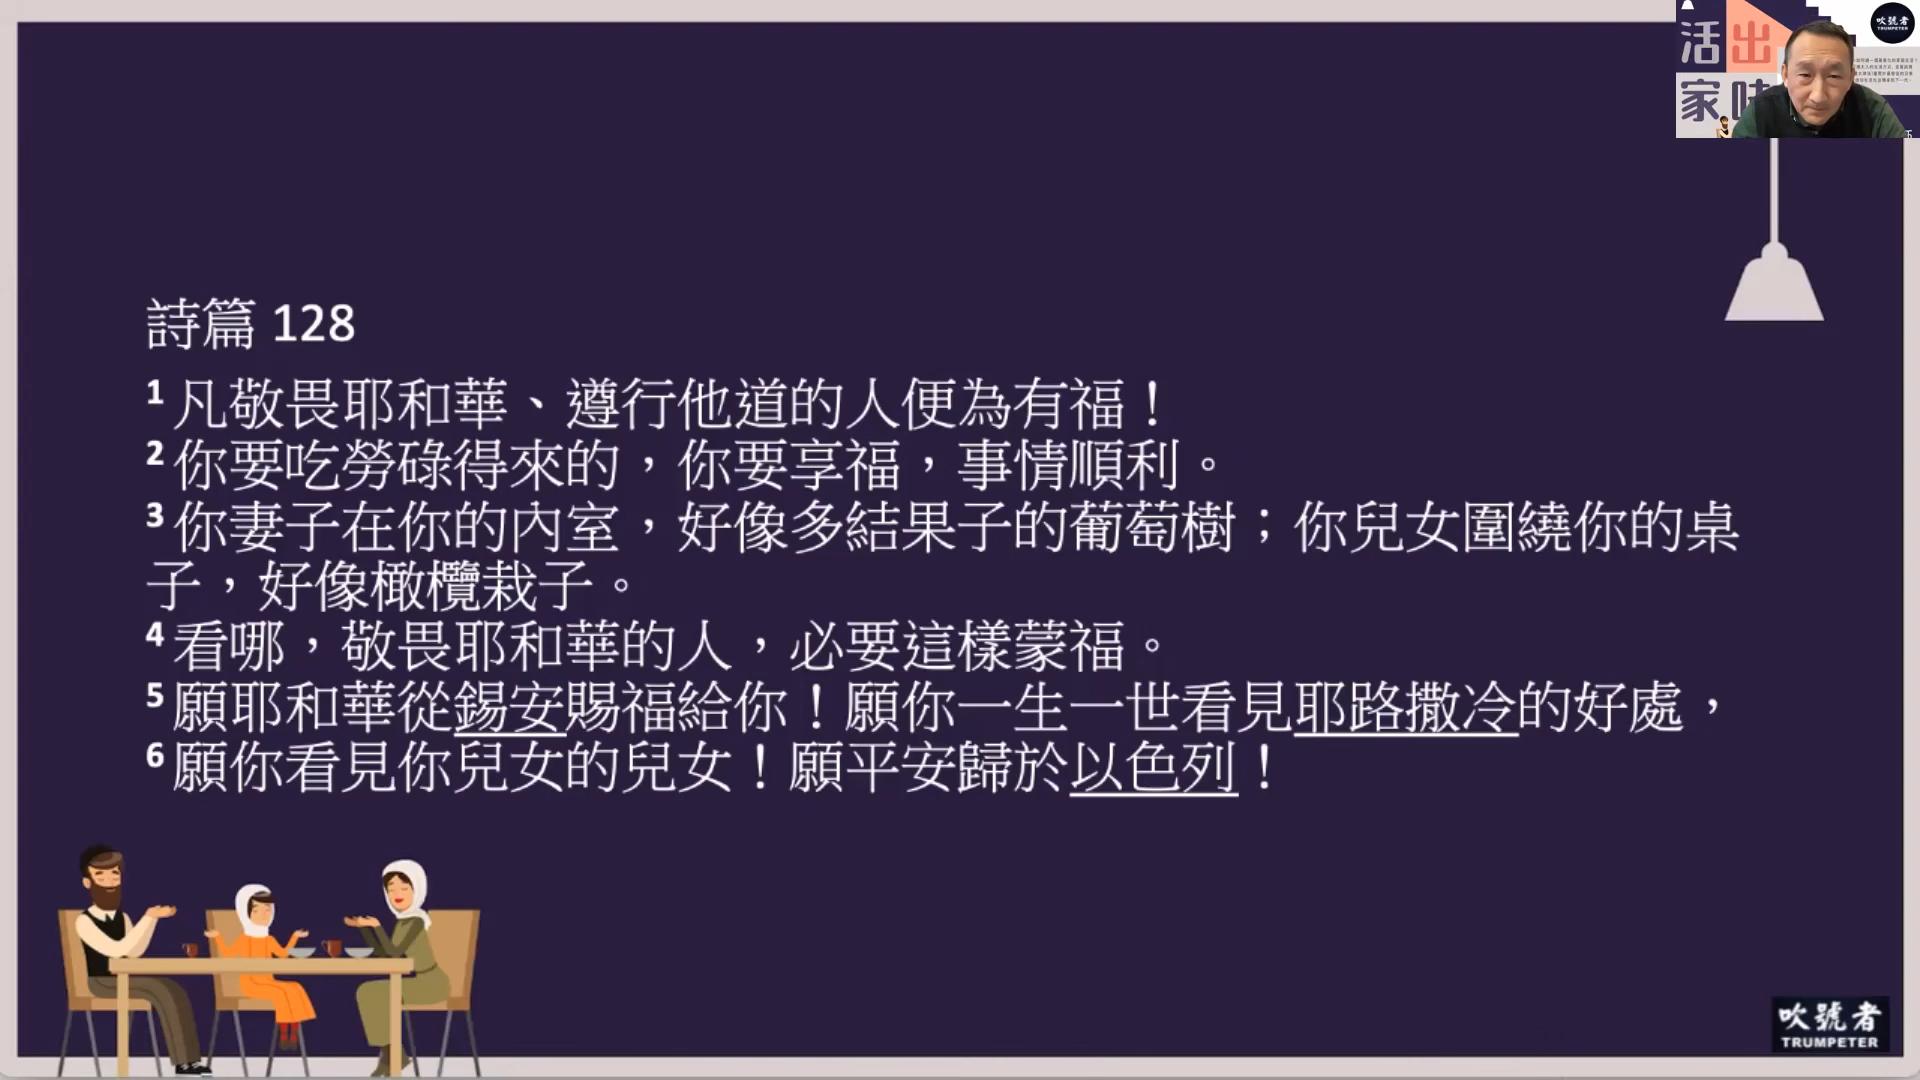 活出
家
吹號者
TRUMPETER
詩篇 128
1 凡敬畏耶和華、遵行他道的人便為有福！
2 你要吃勞碌得來的，你要享福，事情順利。
3 你妻子在你的內室，好像多結果子的葡萄樹；你兒女圍繞你的桌
子，好像橄欖栽子。
4 看哪，敬畏耶和華的人，必要這樣蒙福。
5 願耶和華從錫安賜福給你！願你一生一世看見耶路撒冷的好處，
6 願你看見你兒女的兒女！願平安歸於以色列！
吹號者
TRUMPETER